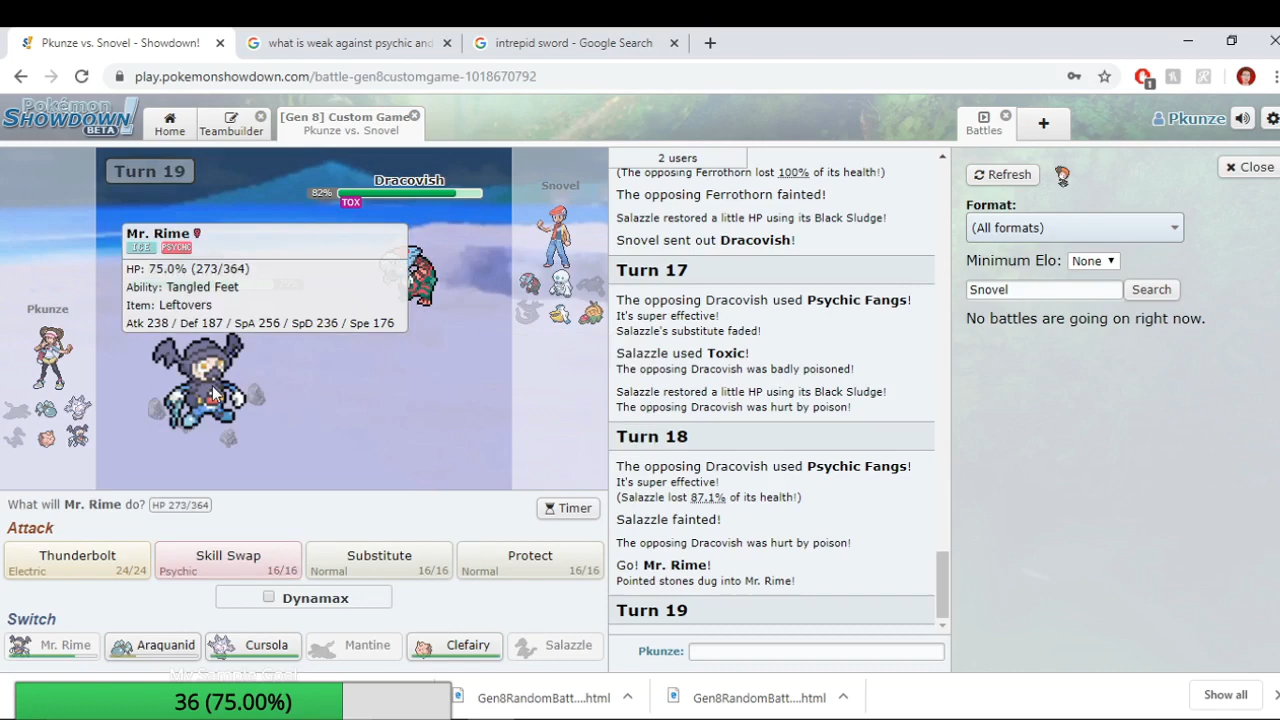 Pkunze vs. Snovel - Showdown!
what is weak against psychic and
intrepid sword - Google Search
play.pokemonshowdown.com/battle-gen8customgame-1018670792
1
Pokémon
SHOWDOWN!
BETA
Home
Teambuilder
[Gen 8] Custom Game
Pkunze vs. Snovel
Battles
Pkunze
Turn 19
Dracovish
82%
TOX
Snovel
Mr. Rime
ICE PSYCHC
HP: 75.0% (273/364)
Ability: Tangled Feet
Item: Leftovers
Atk 238 / Def 187 / SpA 256 / SpD 236 / Spe 176
Pkunze
2 users
(The opposing Ferrothorn lost 100% of its health!)
The opposing Ferrothorn fainted!
Salazzle restored a little HP using its Black Sludge!
Snovel sent out Dracovish!
Turn 17
The opposing Dracovish used Psychic Fangs!
It's super effective!
Salazzle's substitute faded!
Salazzle used Toxic!
The opposing Dracovish was badly poisoned!
Salazzle restored a little HP using its Black Sludge!
The opposing Dracovish was hurt by poison!
Turn 18
The opposing Dracovish used Psychic Fangs!
It's super effective!
(Salazzle lost 87.1% of its health!)
Salazzle fainted!
The opposing Dracovish was hurt by poison!
Go! Mr. Rime!
Pointed stones dug into Mr. Rime!
Turn 19
Pkunze:
Refresh
Close
Format:
(All formats)
Minimum Elo: None
Snovel Search
No battles are going on right now.
What will Mr. Rime do? HP 273/364
Timer
Attack
Thunderbolt
Electric 24/24
Skill Swap
Psychic 16/16
Substitute
Normal 16/16
Protect
Normal 16/16
Dynamax
Switch
Mr. Rime Araquanid Cursola Mantine Clefairy Salazzle
36 (75.00%)
Gen8RandomBatt....html
Gen8RandomBatt....html
Show all